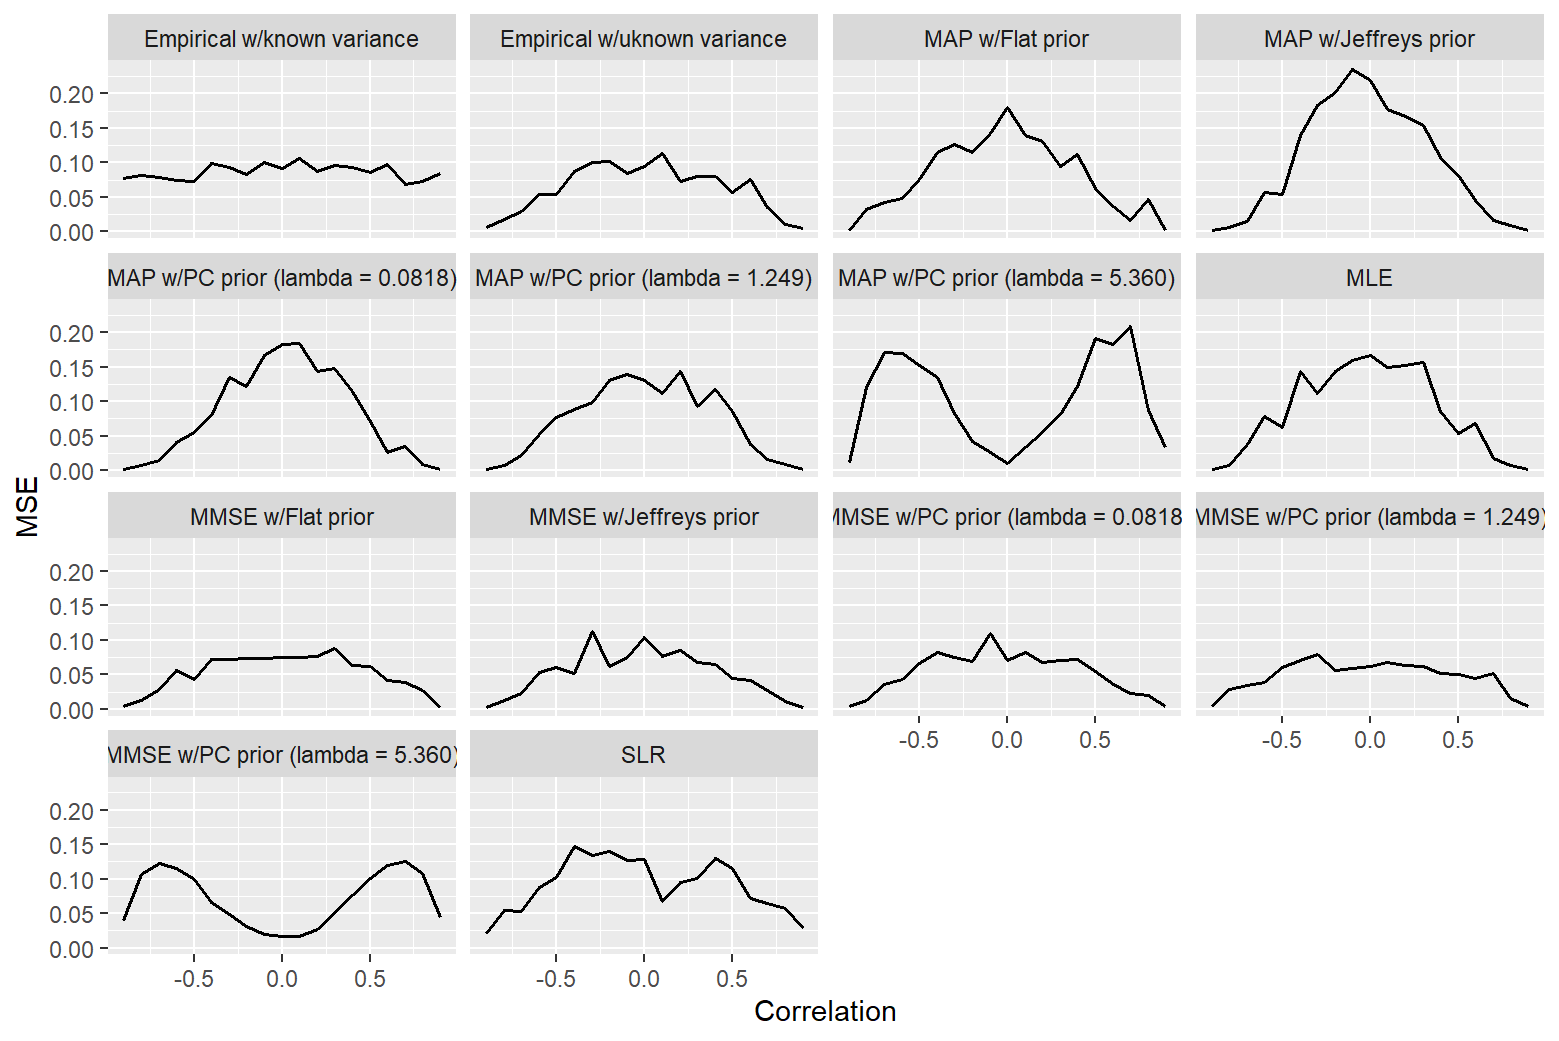 Empirical w/known variance
Empirical w/uknown variance
MAP w/Flat prior
MAP w/Jeffreys prior
0.20
0.15
0.10
0.05
0.00
MAP w/PC prior (lambda = 0.0818)
MAP w/PC prior (lambda = 1.249)
MAP w/PC prior (lambda = 5.360)
MLE
0.20
0.15
0.10
0.05
0.00
MSE
MMSE w/Flat prior
MMSE w/Jeffreys prior
MMSE w/PC prior (lambda = 0.0818
MMSE w/PC prior (lambda = 1.249)
0.20
0.15
0.10
0.05
0.00
-0.5 0.0 0.5
-0.5 0.0 0.5
MMSE w/PC prior (lambda = 5.360)
SLR
0.20
0.15
0.10
0.05
0.00
-0.5 0.0 0.5
-0.5 0.0 0.5
Correlation